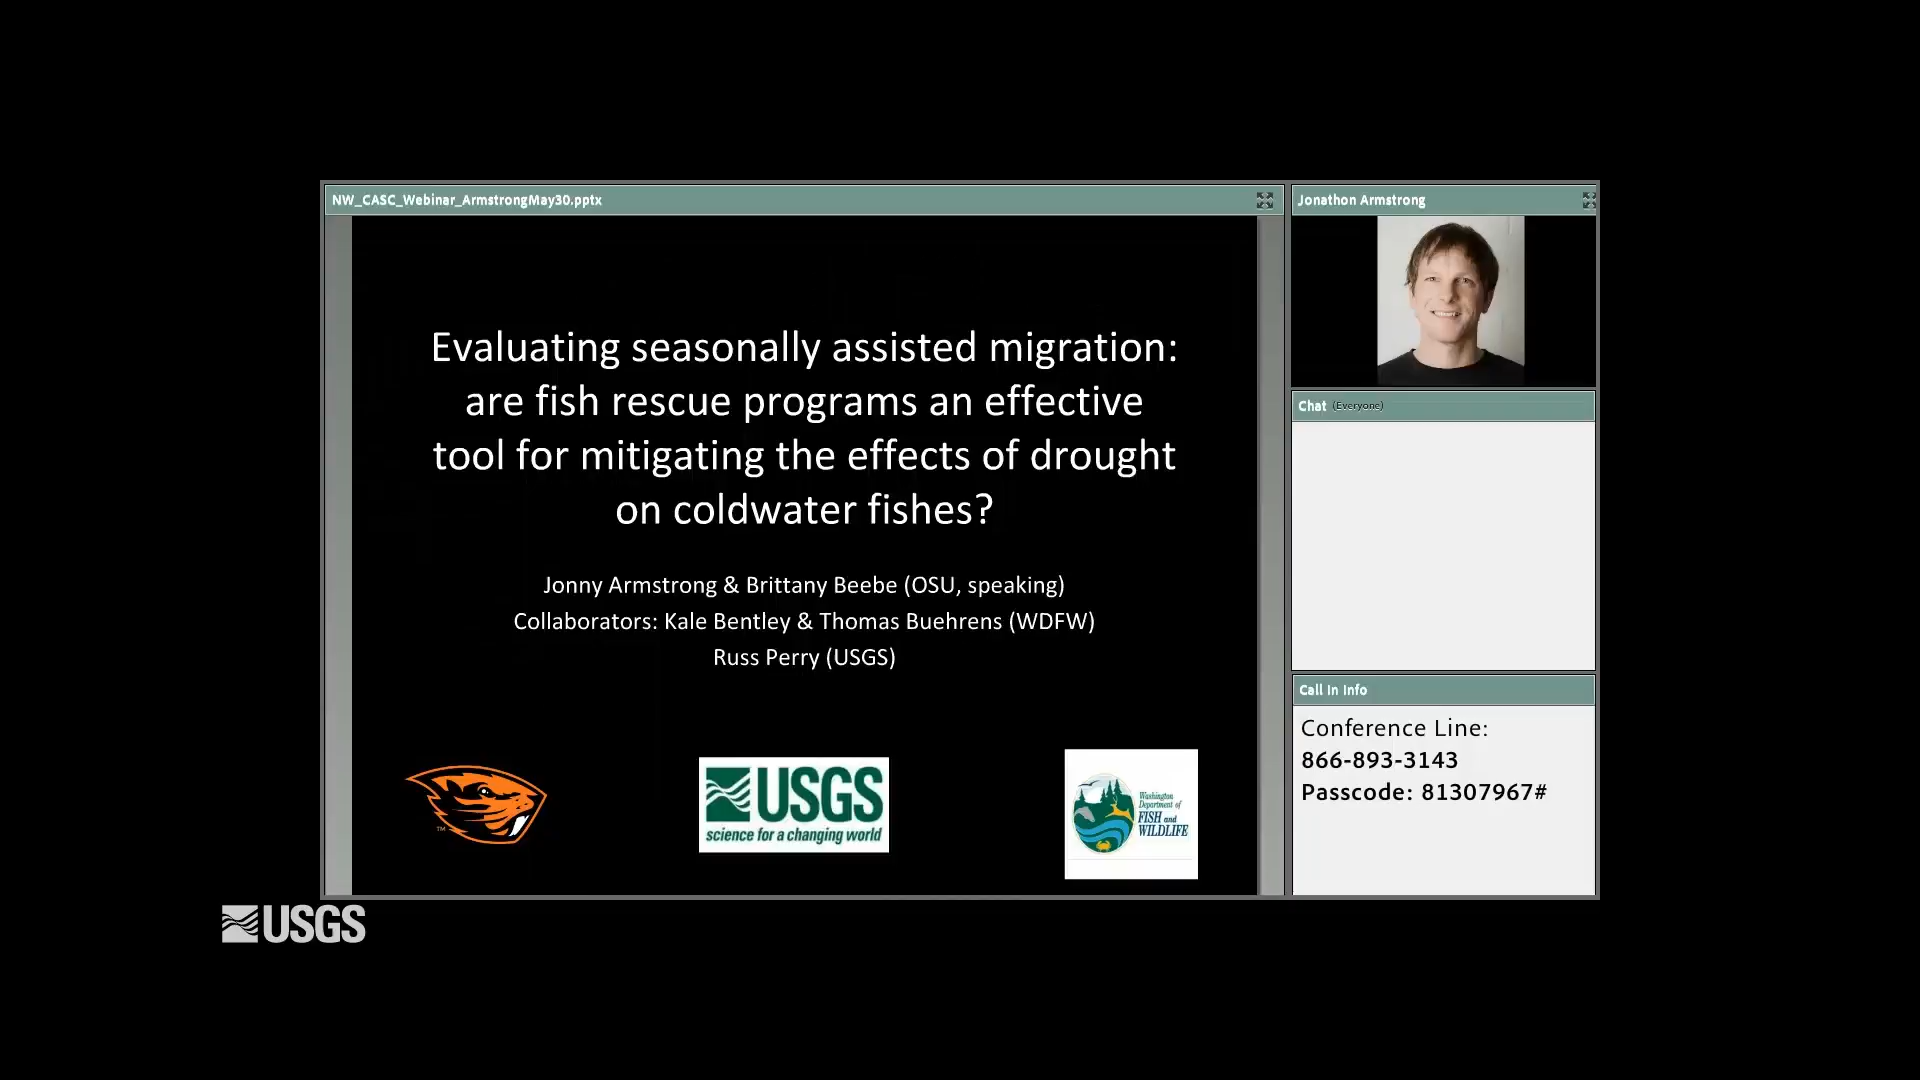 NW_CASC_Webinar_ArmstrongMay30.pptx
Evaluating seasonally assisted migration:
are fish rescue programs an effective
tool for mitigating the effects of drought
on coldwater fishes?
Jonny Armstrong & Brittany Beebe (OSU, speaking)
Collaborators: Kale Bentley & Thomas Buehrens (WDFW)
Russ Perry (USGS)
TM
USGS
science for a changing world
Washington
Department of
FISH and
WILDLIFE
Jonathon Armstrong
Chat (Everyone)
Call In Info
Conference Line:
866-893-3143
Passcode: 81307967#
USGS